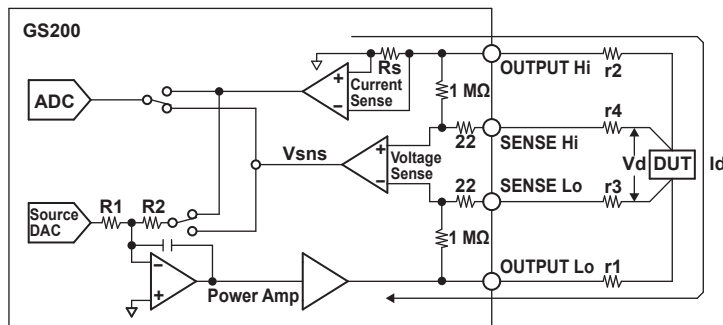 GS200
ADC
Rs
Current
Sense
OUTPUT Hi
r2
1 MΩ
22
SENSE Hi
r4
Vsns
Voltage
Sense
Vd
DUT
Id
22
SENSE Lo
r3
Source
DAC
R1
R2
1 MΩ
Power Amp
OUTPUT Lo
r1
+
−
+
−
−
+